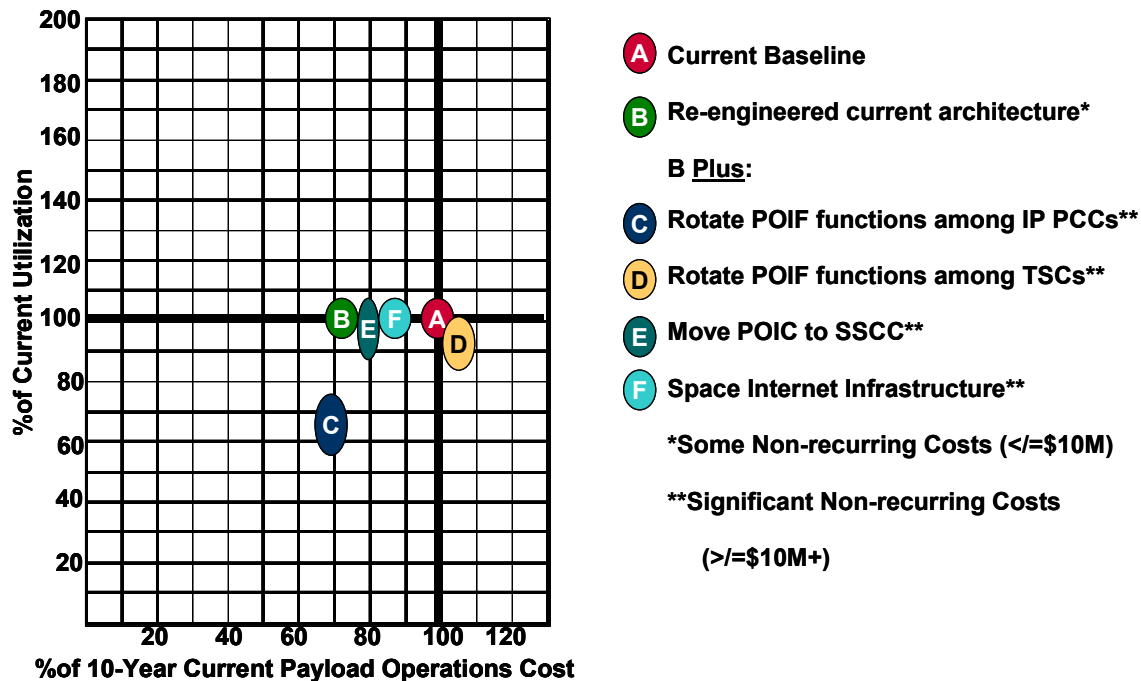 200
180
160
140
120
100
80
60
40
20
%of Current Utilization
B
E
F
A
D
C
20 40 60 80 100 120
%of 10-Year Current Payload Operations Cost
A Current Baseline
B Re-engineered current architecture*
B Plus:
C Rotate POIF functions among IP PCCs**
D Rotate POIF functions among TSCs**
E Move POIC to SSCC**
F Space Internet Infrastructure**
*Some Non-recurring Costs (</=$10M)
**Significant Non-recurring Costs
(>/=$10M+)